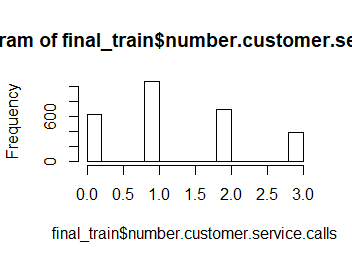 ram of final_train$number.customer.se
Frequency
600
0
0.0 0.5 1.0 1.5 2.0 2.5 3.0
final_train$number.customer.service.calls